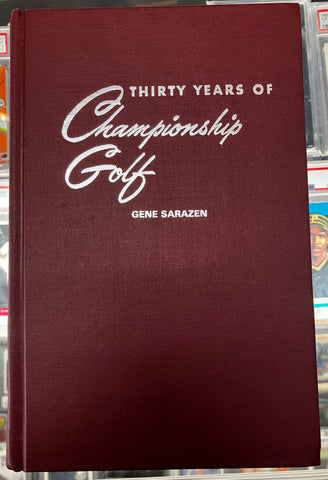 THIRTY YEARS OF
Championship
Golf
GENE SARAZEN